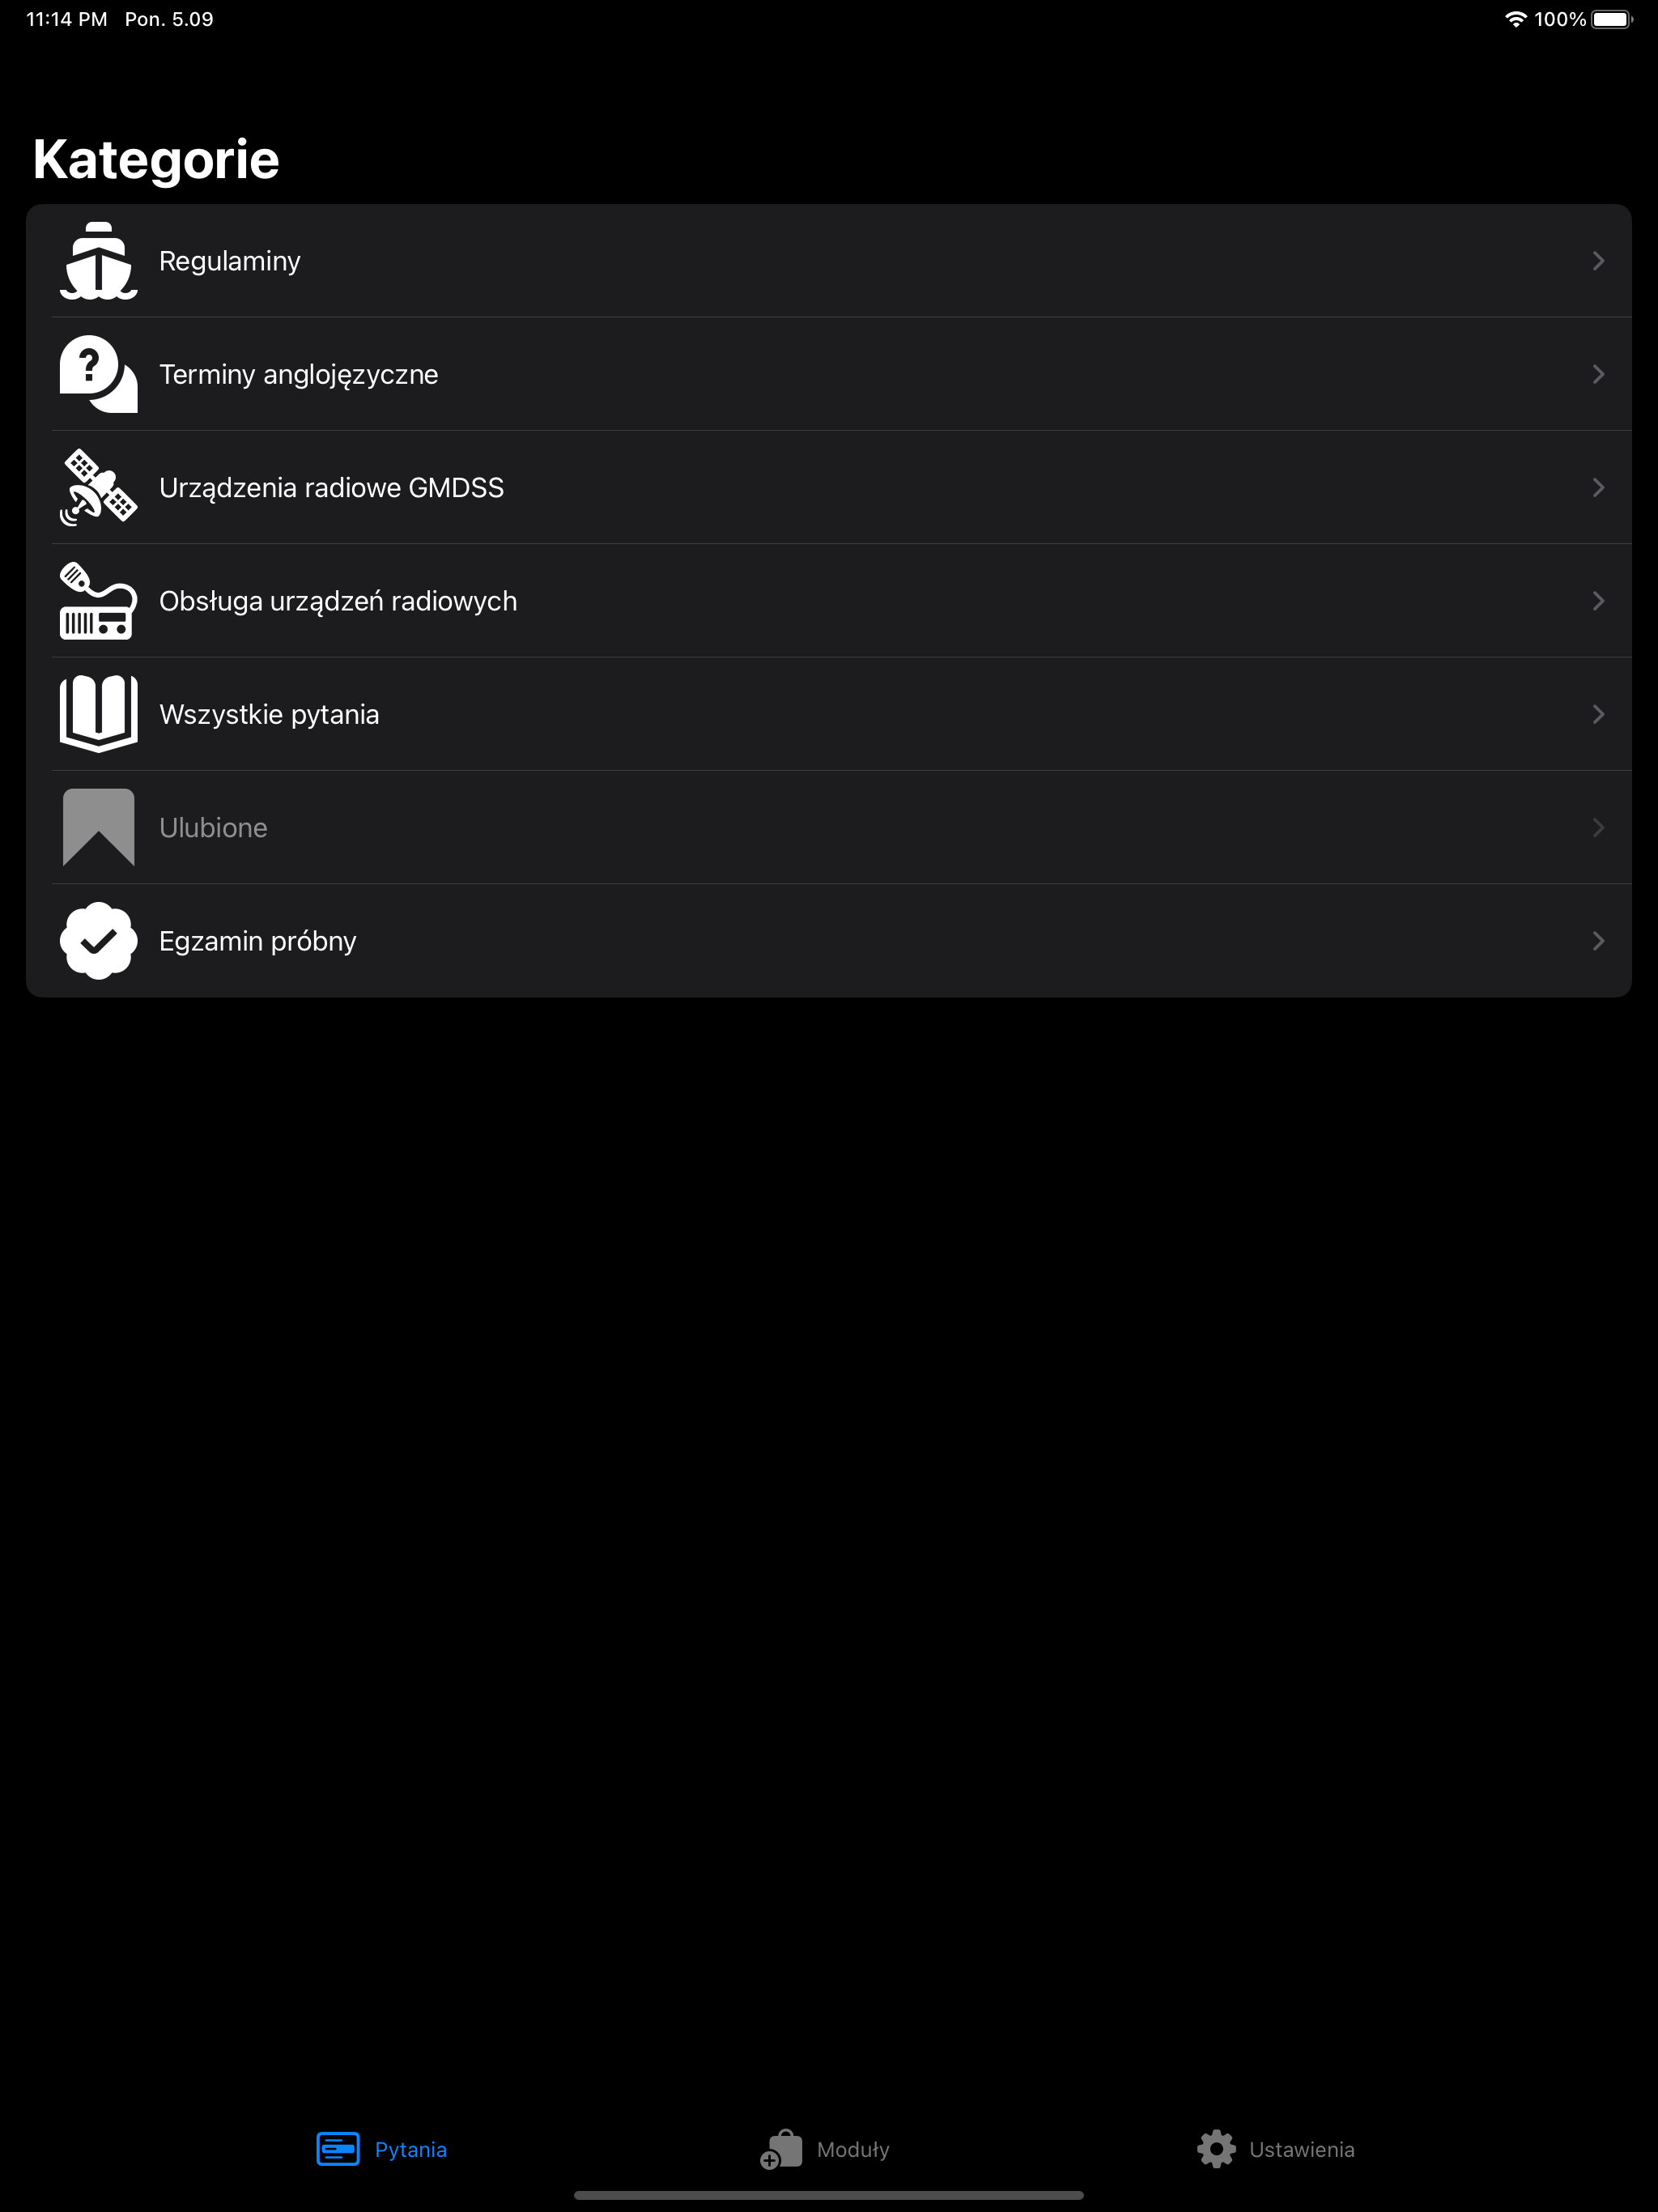 11:14 PM Pon. 5.09 100%
Kategorie
Regulaminy
Terminy anglojęzyczne
Urządzenia radiowe GMDSS
Obsługa urządzeń radiowych
Wszystkie pytania
Ulubione
Egzamin próbny
Pytania Moduły Ustawienia